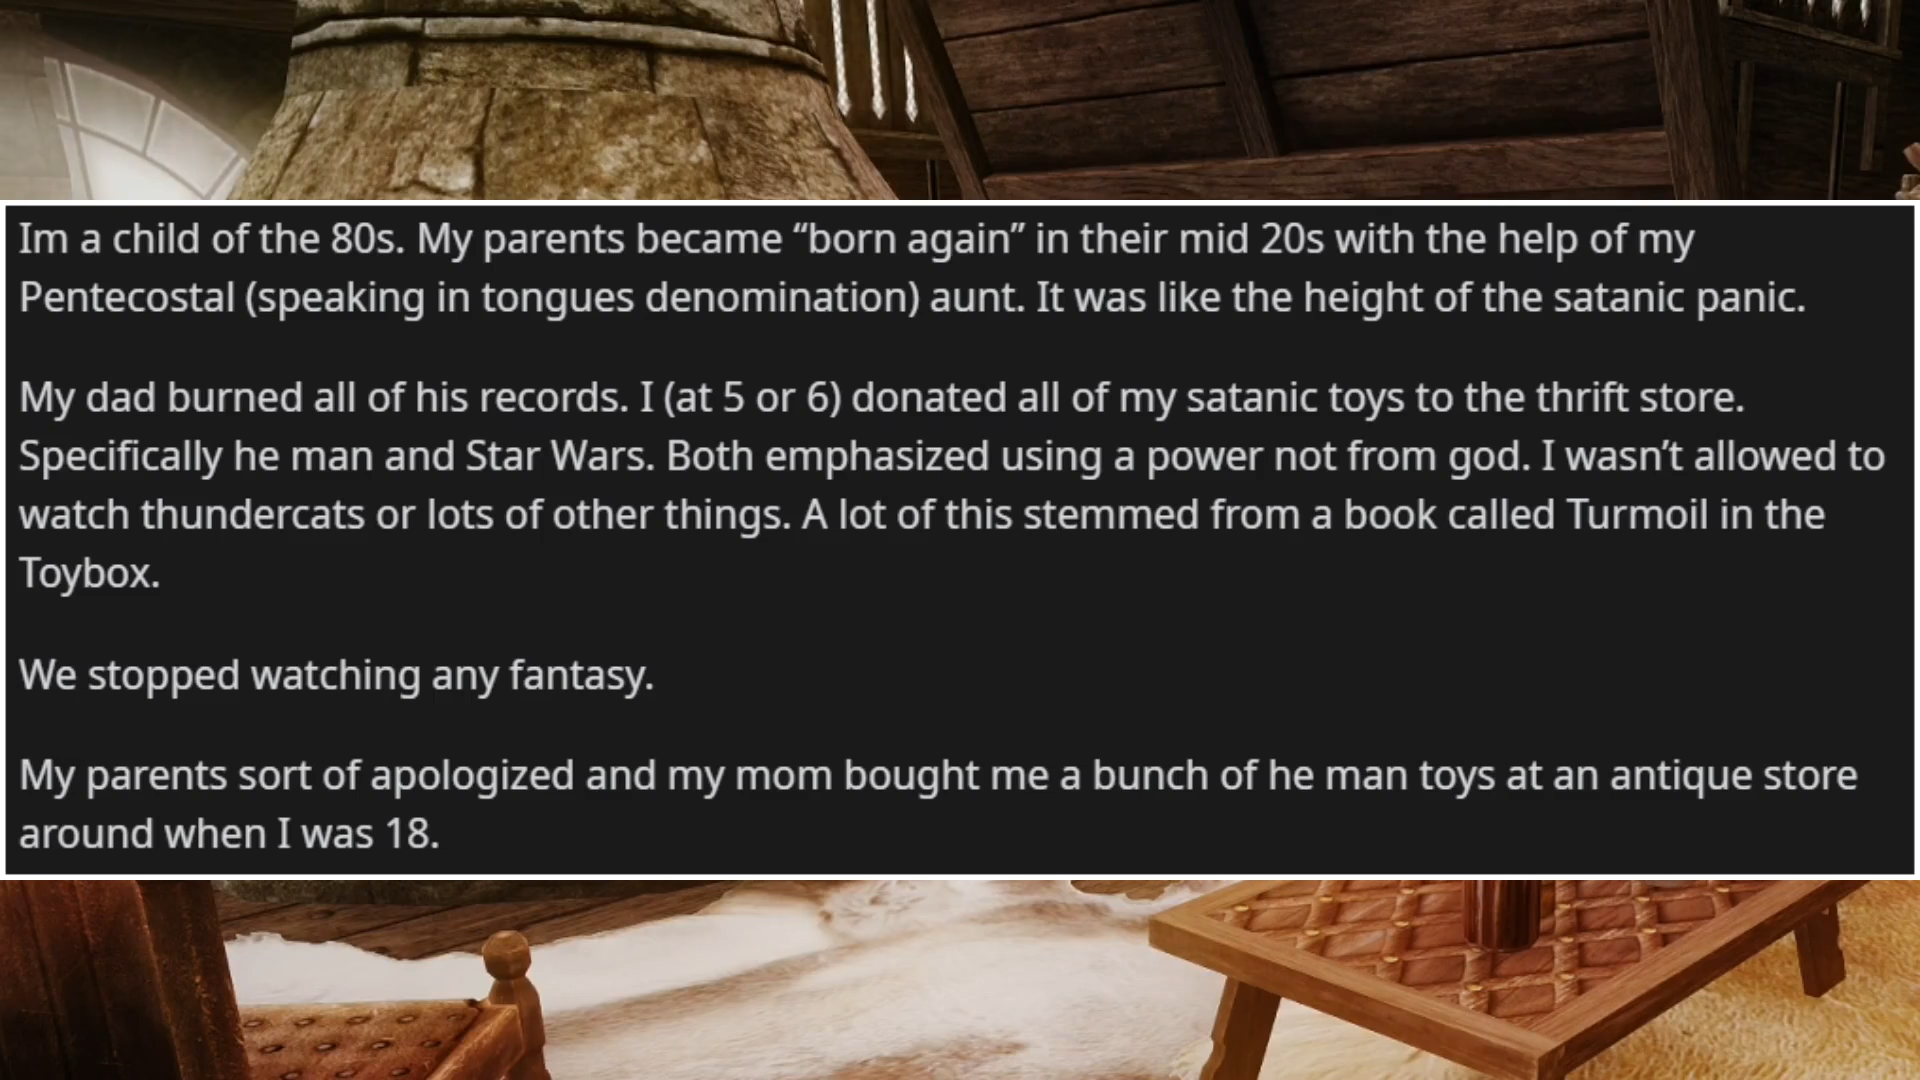 Im a child of the 80s. My parents became “born again” in their mid 20s with the help of my
Pentecostal (speaking in tongues denomination) aunt. It was like the height of the satanic panic.
My dad burned all of his records. I (at 5 or 6) donated all of my satanic toys to the thrift store.
Specifically he man and Star Wars. Both emphasized using a power not from god. I wasn’t allowed to
watch thundercats or lots of other things. A lot of this stemmed from a book called Turmoil in the
Toybox.
We stopped watching any fantasy.
My parents sort of apologized and my mom bought me a bunch of he man toys at an antique store
around when I was 18.